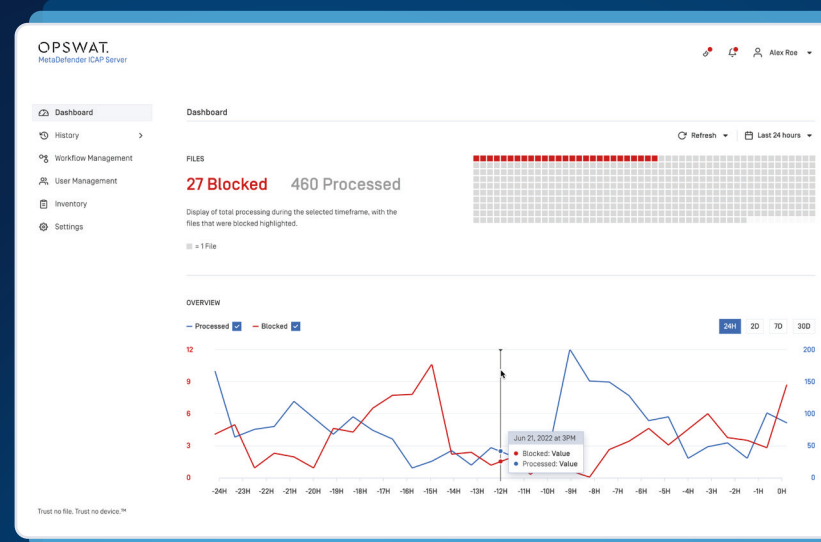 OPSWAT.
MetaDefender ICAP Server
Alex Roe
Dashboard
History
Workflow Management
User Management
Inventory
Settings
Dashboard
Refresh
Last 24 hours
FILES
27 Blocked 460 Processed
Display of total processing during the selected timeframe, with the
files that were blocked highlighted.
= 1 File
OVERVIEW
Processed Blocked
24H 2D 7D 30D
12 200
9 150
6 100
3 50
0 0
Jun 21, 2022 at 3PM
Blocked: Value
Processed: Value
-24H -23H -22H -21H -20H -19H -18H -17H -16H -15H -14H -13H -12H -11H -10H -9H -8H -7H -6H -5H -4H -3H -2H -1H 0H
Trust no file. Trust no device.™